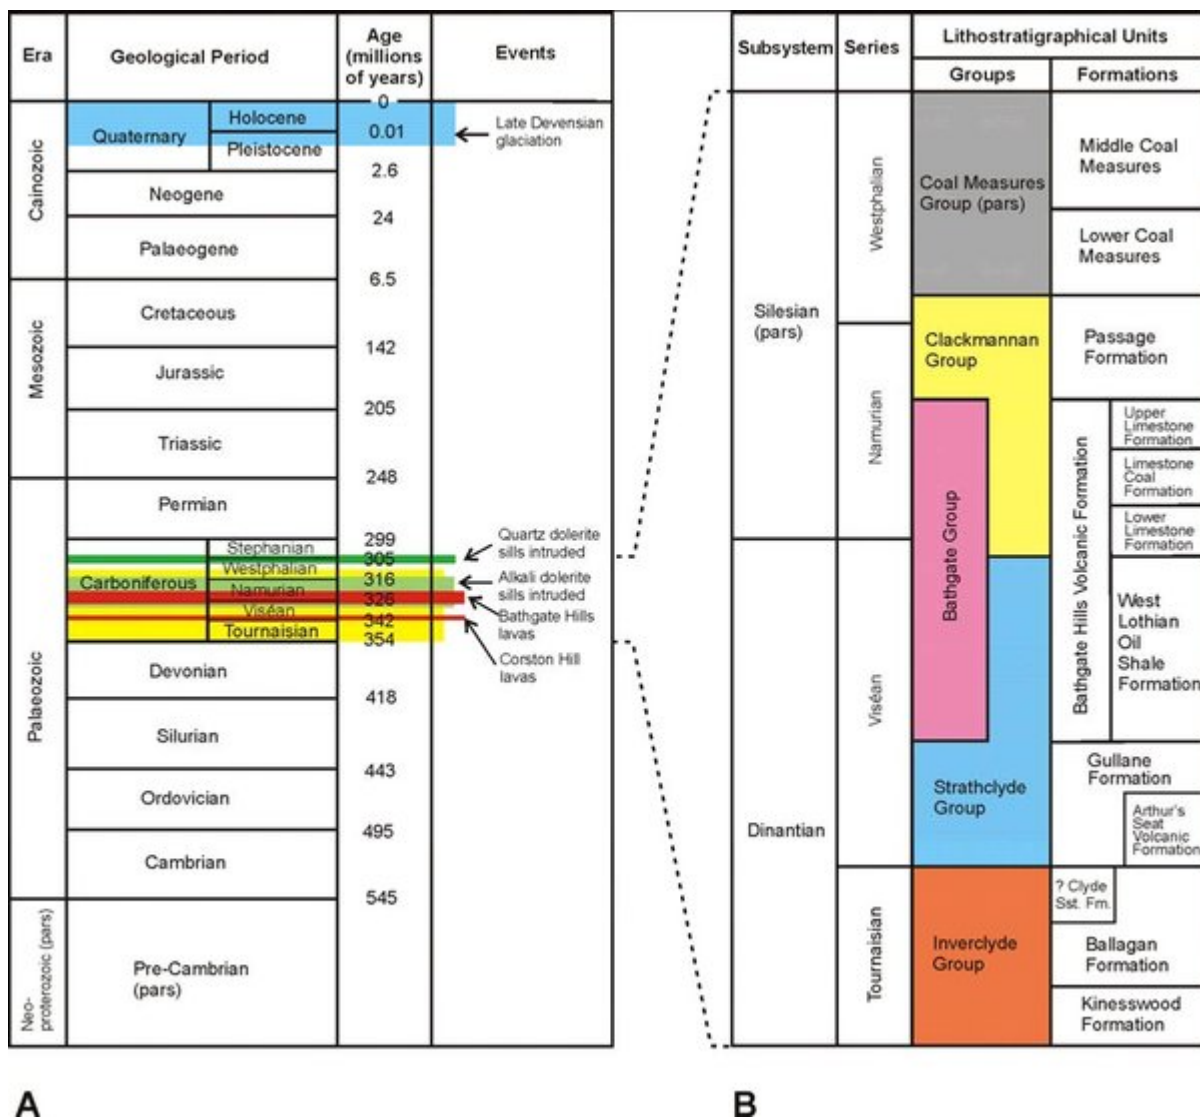 Era
Geological Period
Age
(millions
of years)
Events
Cainozoic
Quaternary
Holocene
Pleistocene
Neogene
Palaeogene
Mesozoic
Cretaceous
Jurassic
Triassic
Palaeozoic
Permian
Carboniferous
Stephanian
Westphalian
Namurian
Viséan
Tournaisian
Devonian
Silurian
Ordovician
Cambrian
Neo-
proterozoic (pars)
Pre-Cambrian
(pars)
0
0.01
2.6
24
6.5
142
205
248
299
305
316
326
342
354
418
443
495
545
Late Devensian
glaciation
Quartz dolerite
sills intruded
Alkali dolerite
sills intruded
Bathgate Hills
lavas
Corston Hill
lavas
A
Subsystem
Series
Lithostratigraphical Units
Groups
Formations
Silesian
(pars)
Dinantian
Westphalian
Namurian
Viséan
Tournaisian
Coal Measures
Group (pars)
Clackmannan
Group
Bathgate Group
Strathclyde
Group
Inverclyde
Group
Middle Coal
Measures
Lower Coal
Measures
Passage
Formation
Bathgate Hills Volcanic Formation
Upper
Limestone
Formation
Limestone
Coal
Formation
Lower
Limestone
Formation
West
Lothian
Oil
Shale
Formation
Gullane
Formation
Arthur's
Seat
Volcanic
Formation
? Clyde
Sst. Fm.
Ballagan
Formation
Kinesswood
Formation
B